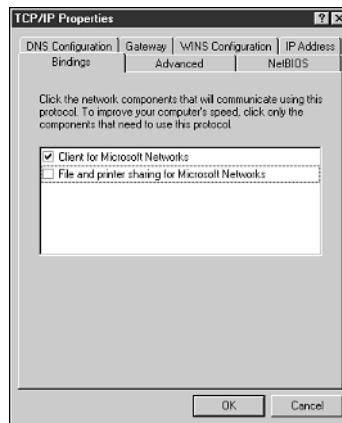 TCP/IP Properties
DNS Configuration Gateway WINS Configuration IP Address
Bindings Advanced NetBIOS
Click the network components that will communicate using this
protocol. To improve your computer's speed, click only the
components that need to use this protocol.
Client for Microsoft Networks
File and printer sharing for Microsoft Networks
OK Cancel